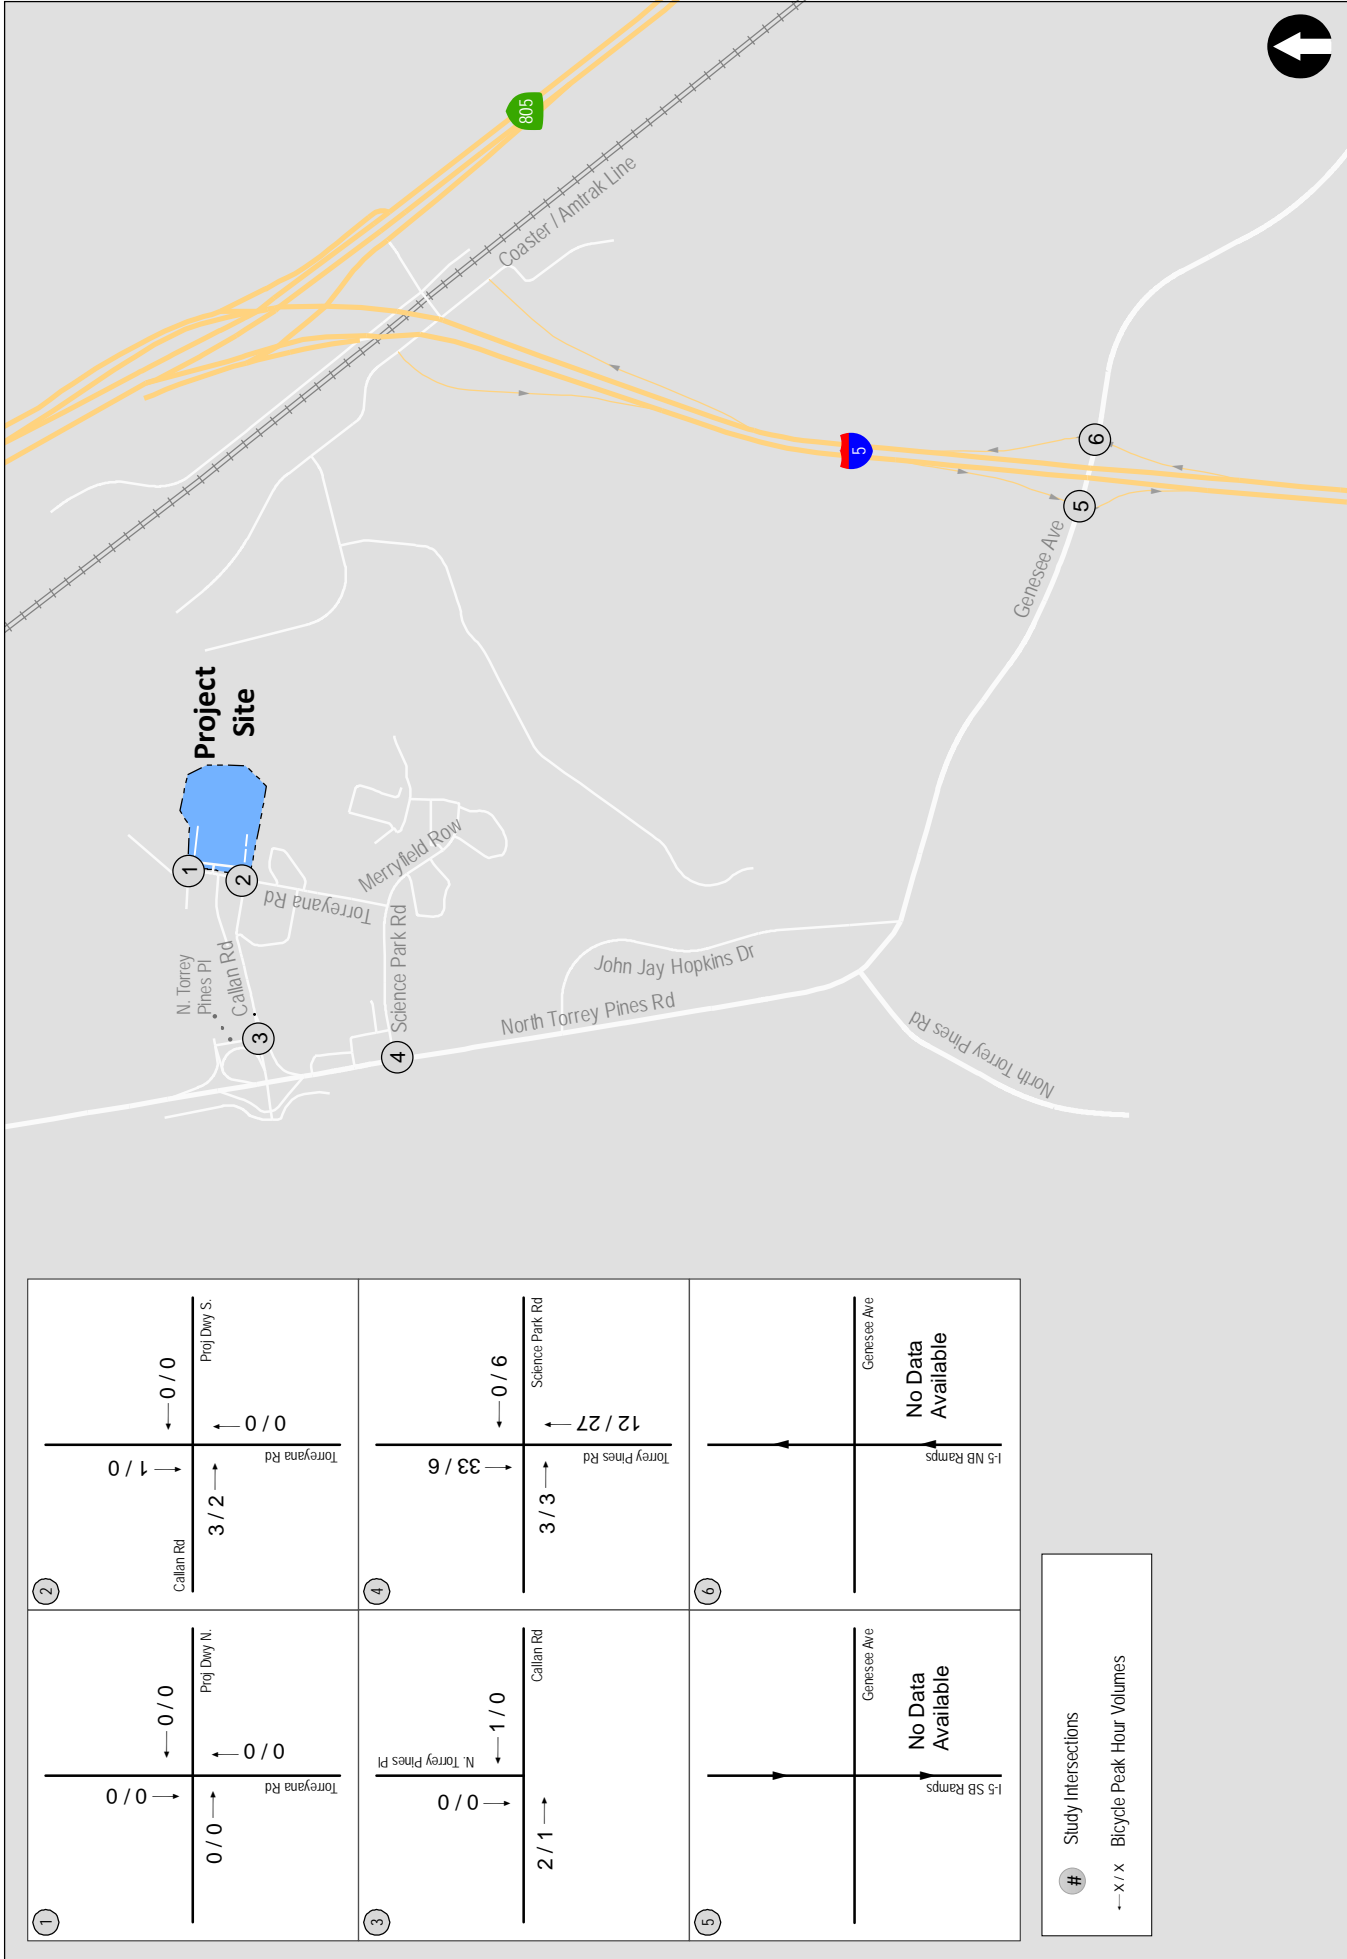 805
Coaster / Amtrak Line
5
Genesee Ave
5
6
Project
Site
1
2
3
4
Torreyana Rd
Merryfield Row
N. Torrey
Pines Pl
Callan Rd
Science Park Rd
John Jay Hopkins Dr
North Torrey Pines Rd
North Torrey Pines Rd
1
0 / 0
0 / 0
Proj Dwy N.
0 / 0
0 / 0
Torreyana Rd
2
Callan Rd
1 / 0
0 / 0
Proj Dwy S.
3 / 2
0 / 0
Torreyana Rd
3
N. Torrey Pines Pl
0 / 0
1 / 0
Callan Rd
2 / 1
4
33 / 6
0 / 6
Science Park Rd
3 / 3
12 / 27
Torrey Pines Rd
5
Genesee Ave
No Data
Available
I-5 SB Ramps
6
Genesee Ave
No Data
Available
I-5 NB Ramps
# Study Intersections
X / X Bicycle Peak Hour Volumes